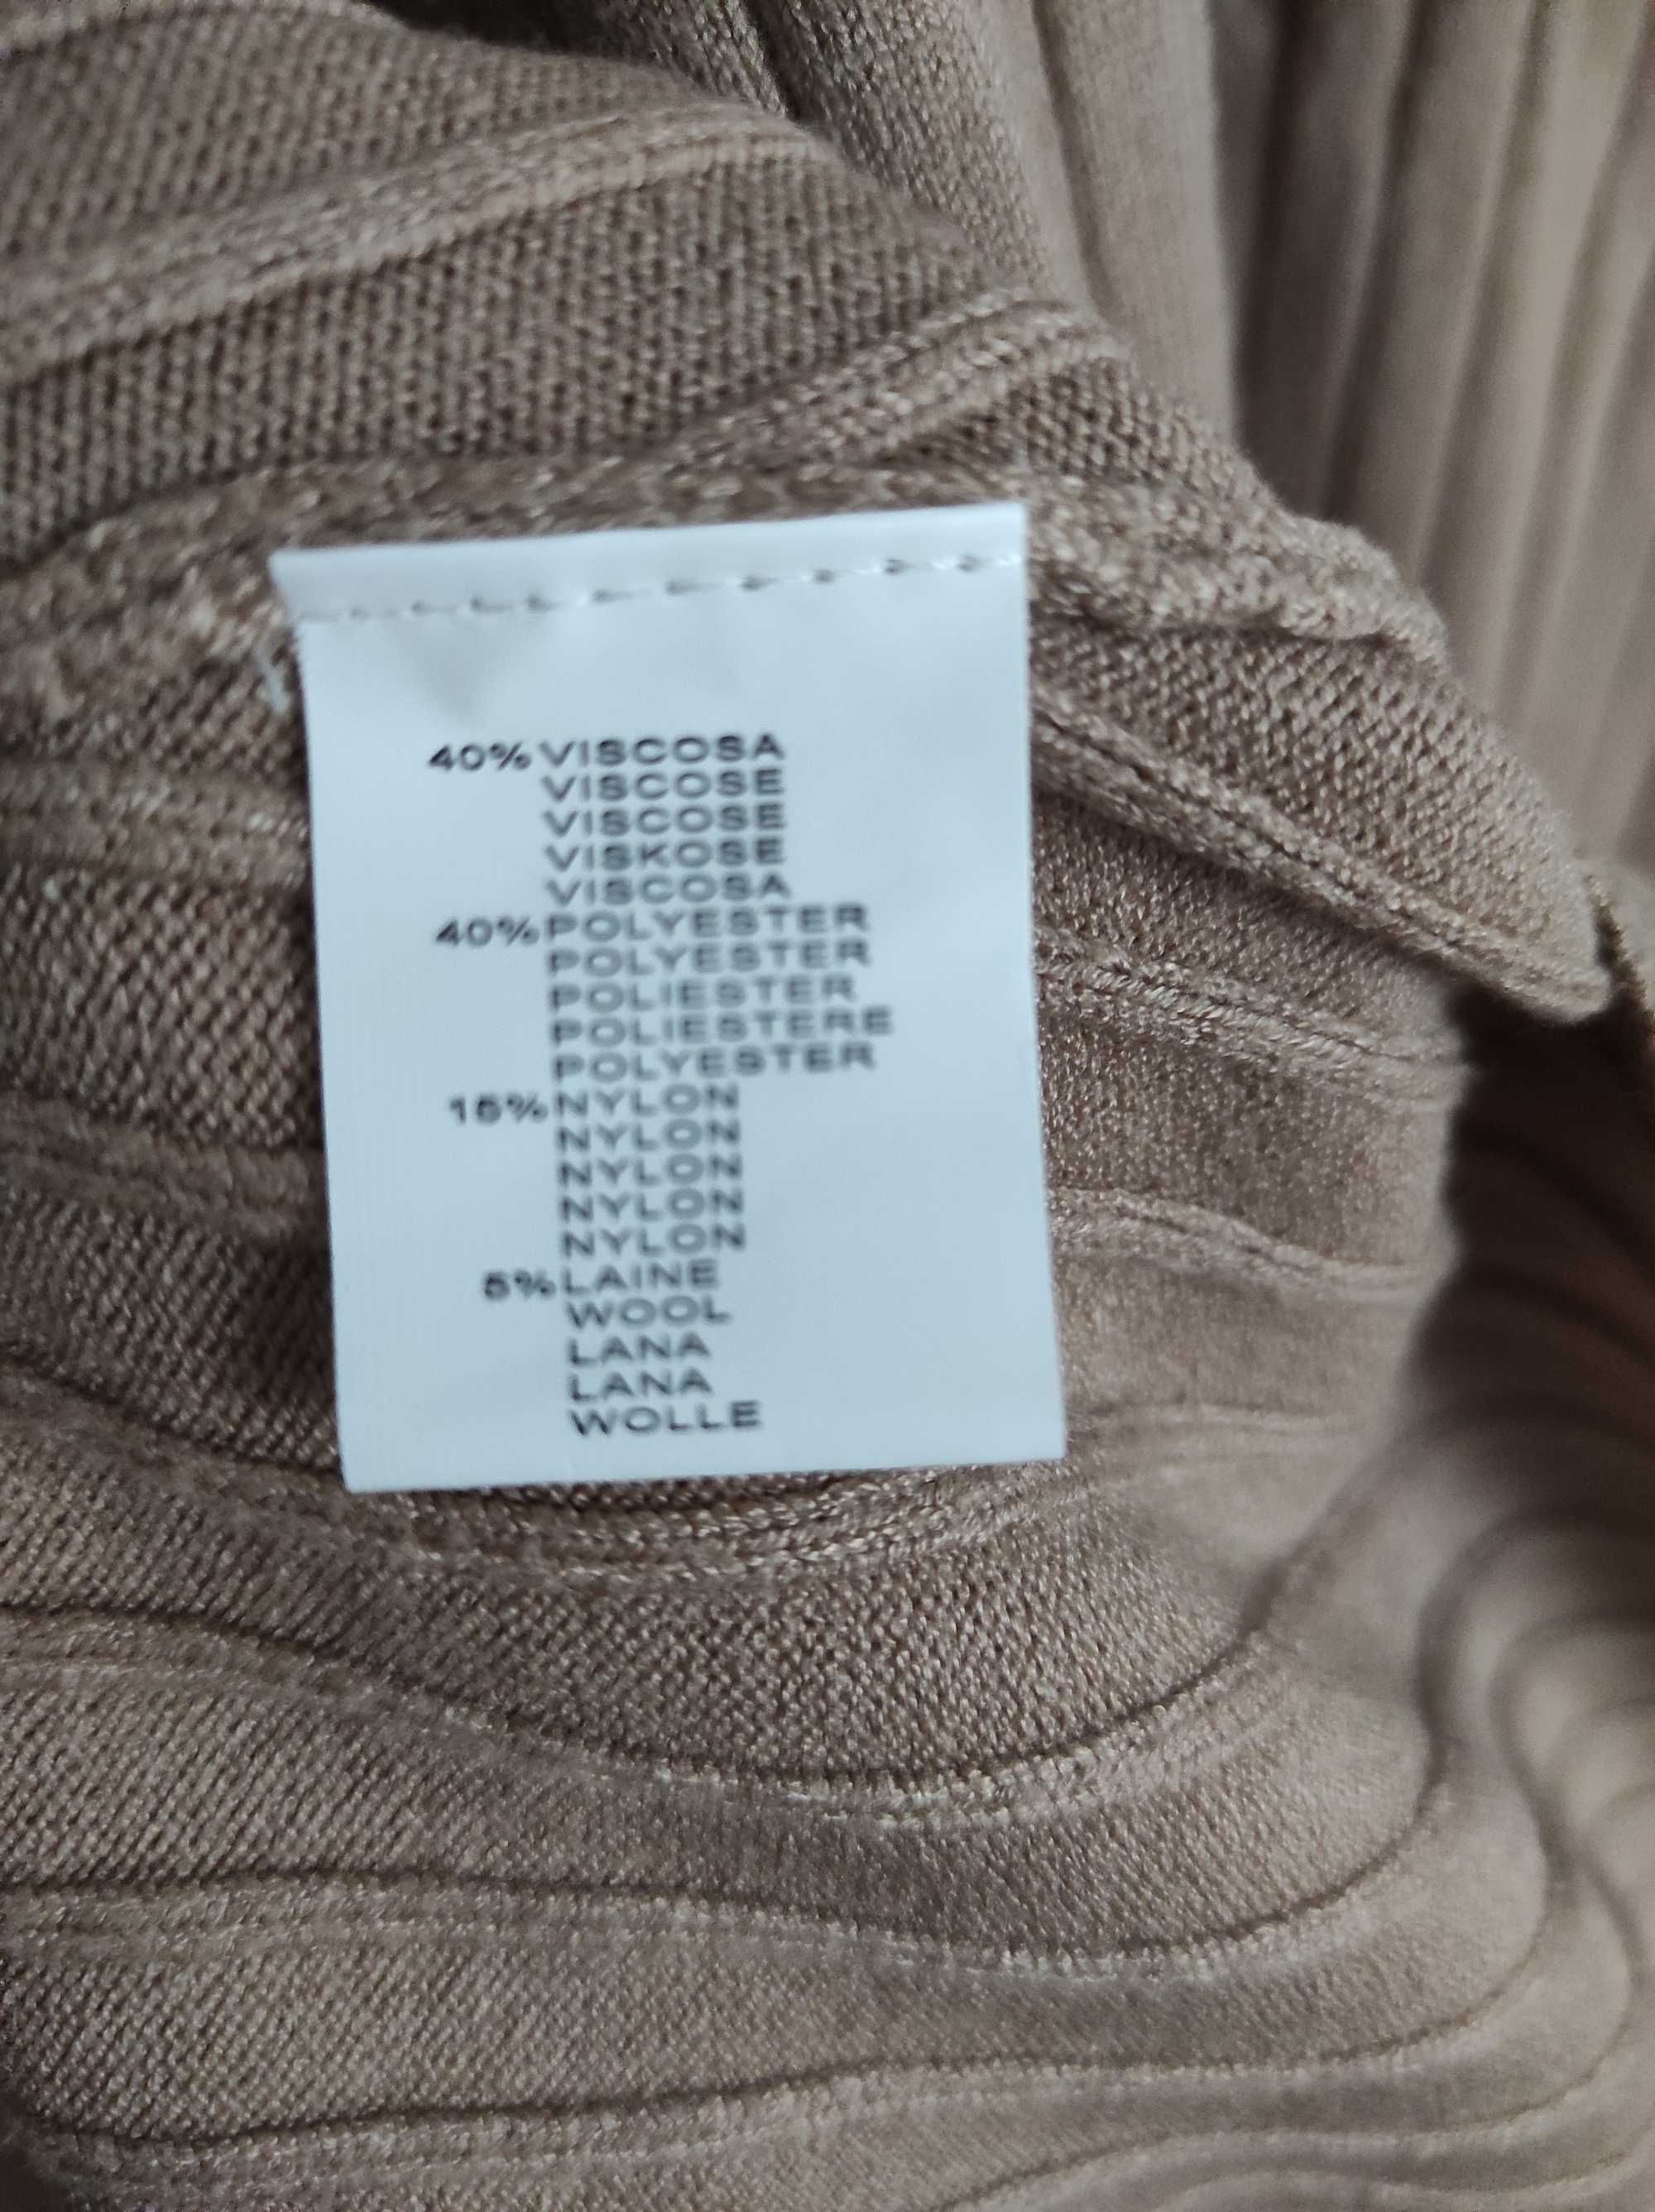 40% VISCOSA
VISCOSE
VISCOSE
VISKOSE
VISCOSA
40% POLYESTER
POLYESTER
POLIESTER
POLIESTERE
POLYESTER
15% NYLON
NYLON
NYLON
NYLON
NYLON
5% LAINE
WOOL
LANA
LANA
WOLLE